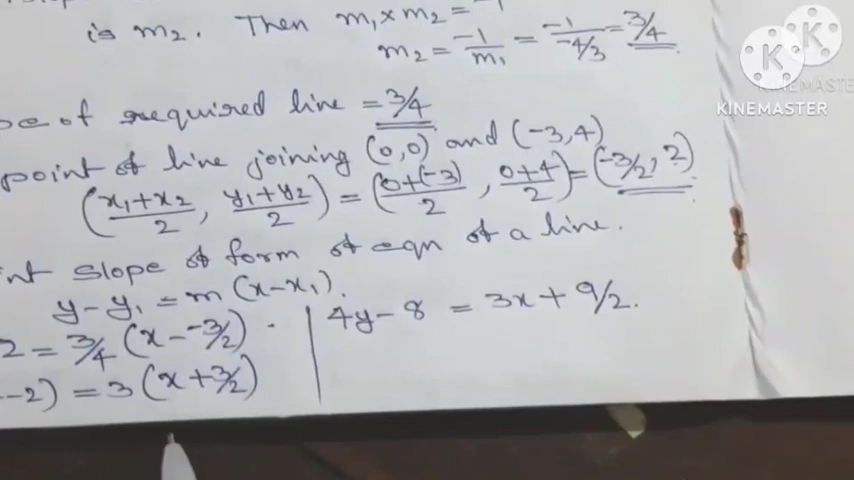 is m₂. Then m₁ x m₂ = -1
m₂ = -1/m₁ = -1/-4/3 = 3/4
of required line = 3/4
point of line joining (0,0) and (-3,4)
(x₁+x₂/2, y₁+y₂/2) = (0+(-3)/2, 0+4/2) = (-3/2, 2)
slope of form of eqn of a line.
y-y₁ = m(x-x₁).
2 = 3/4 (x--3/2).
-2) = 3(x+3/2)
4y-8 = 3x+9/2.
KINEMASTER
KINEMASTER